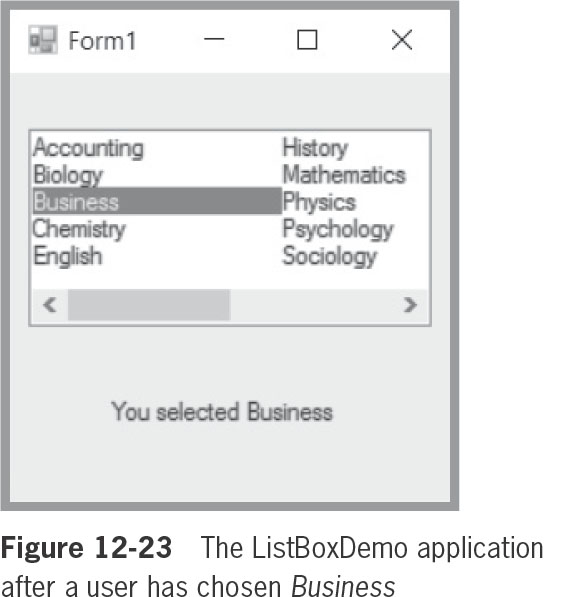 Form1
Accounting
History
Biology
Mathematics
Business
Physics
Chemistry
Psychology
English
Sociology
You selected Business
Figure 12-23 The ListBoxDemo application
after a user has chosen Business